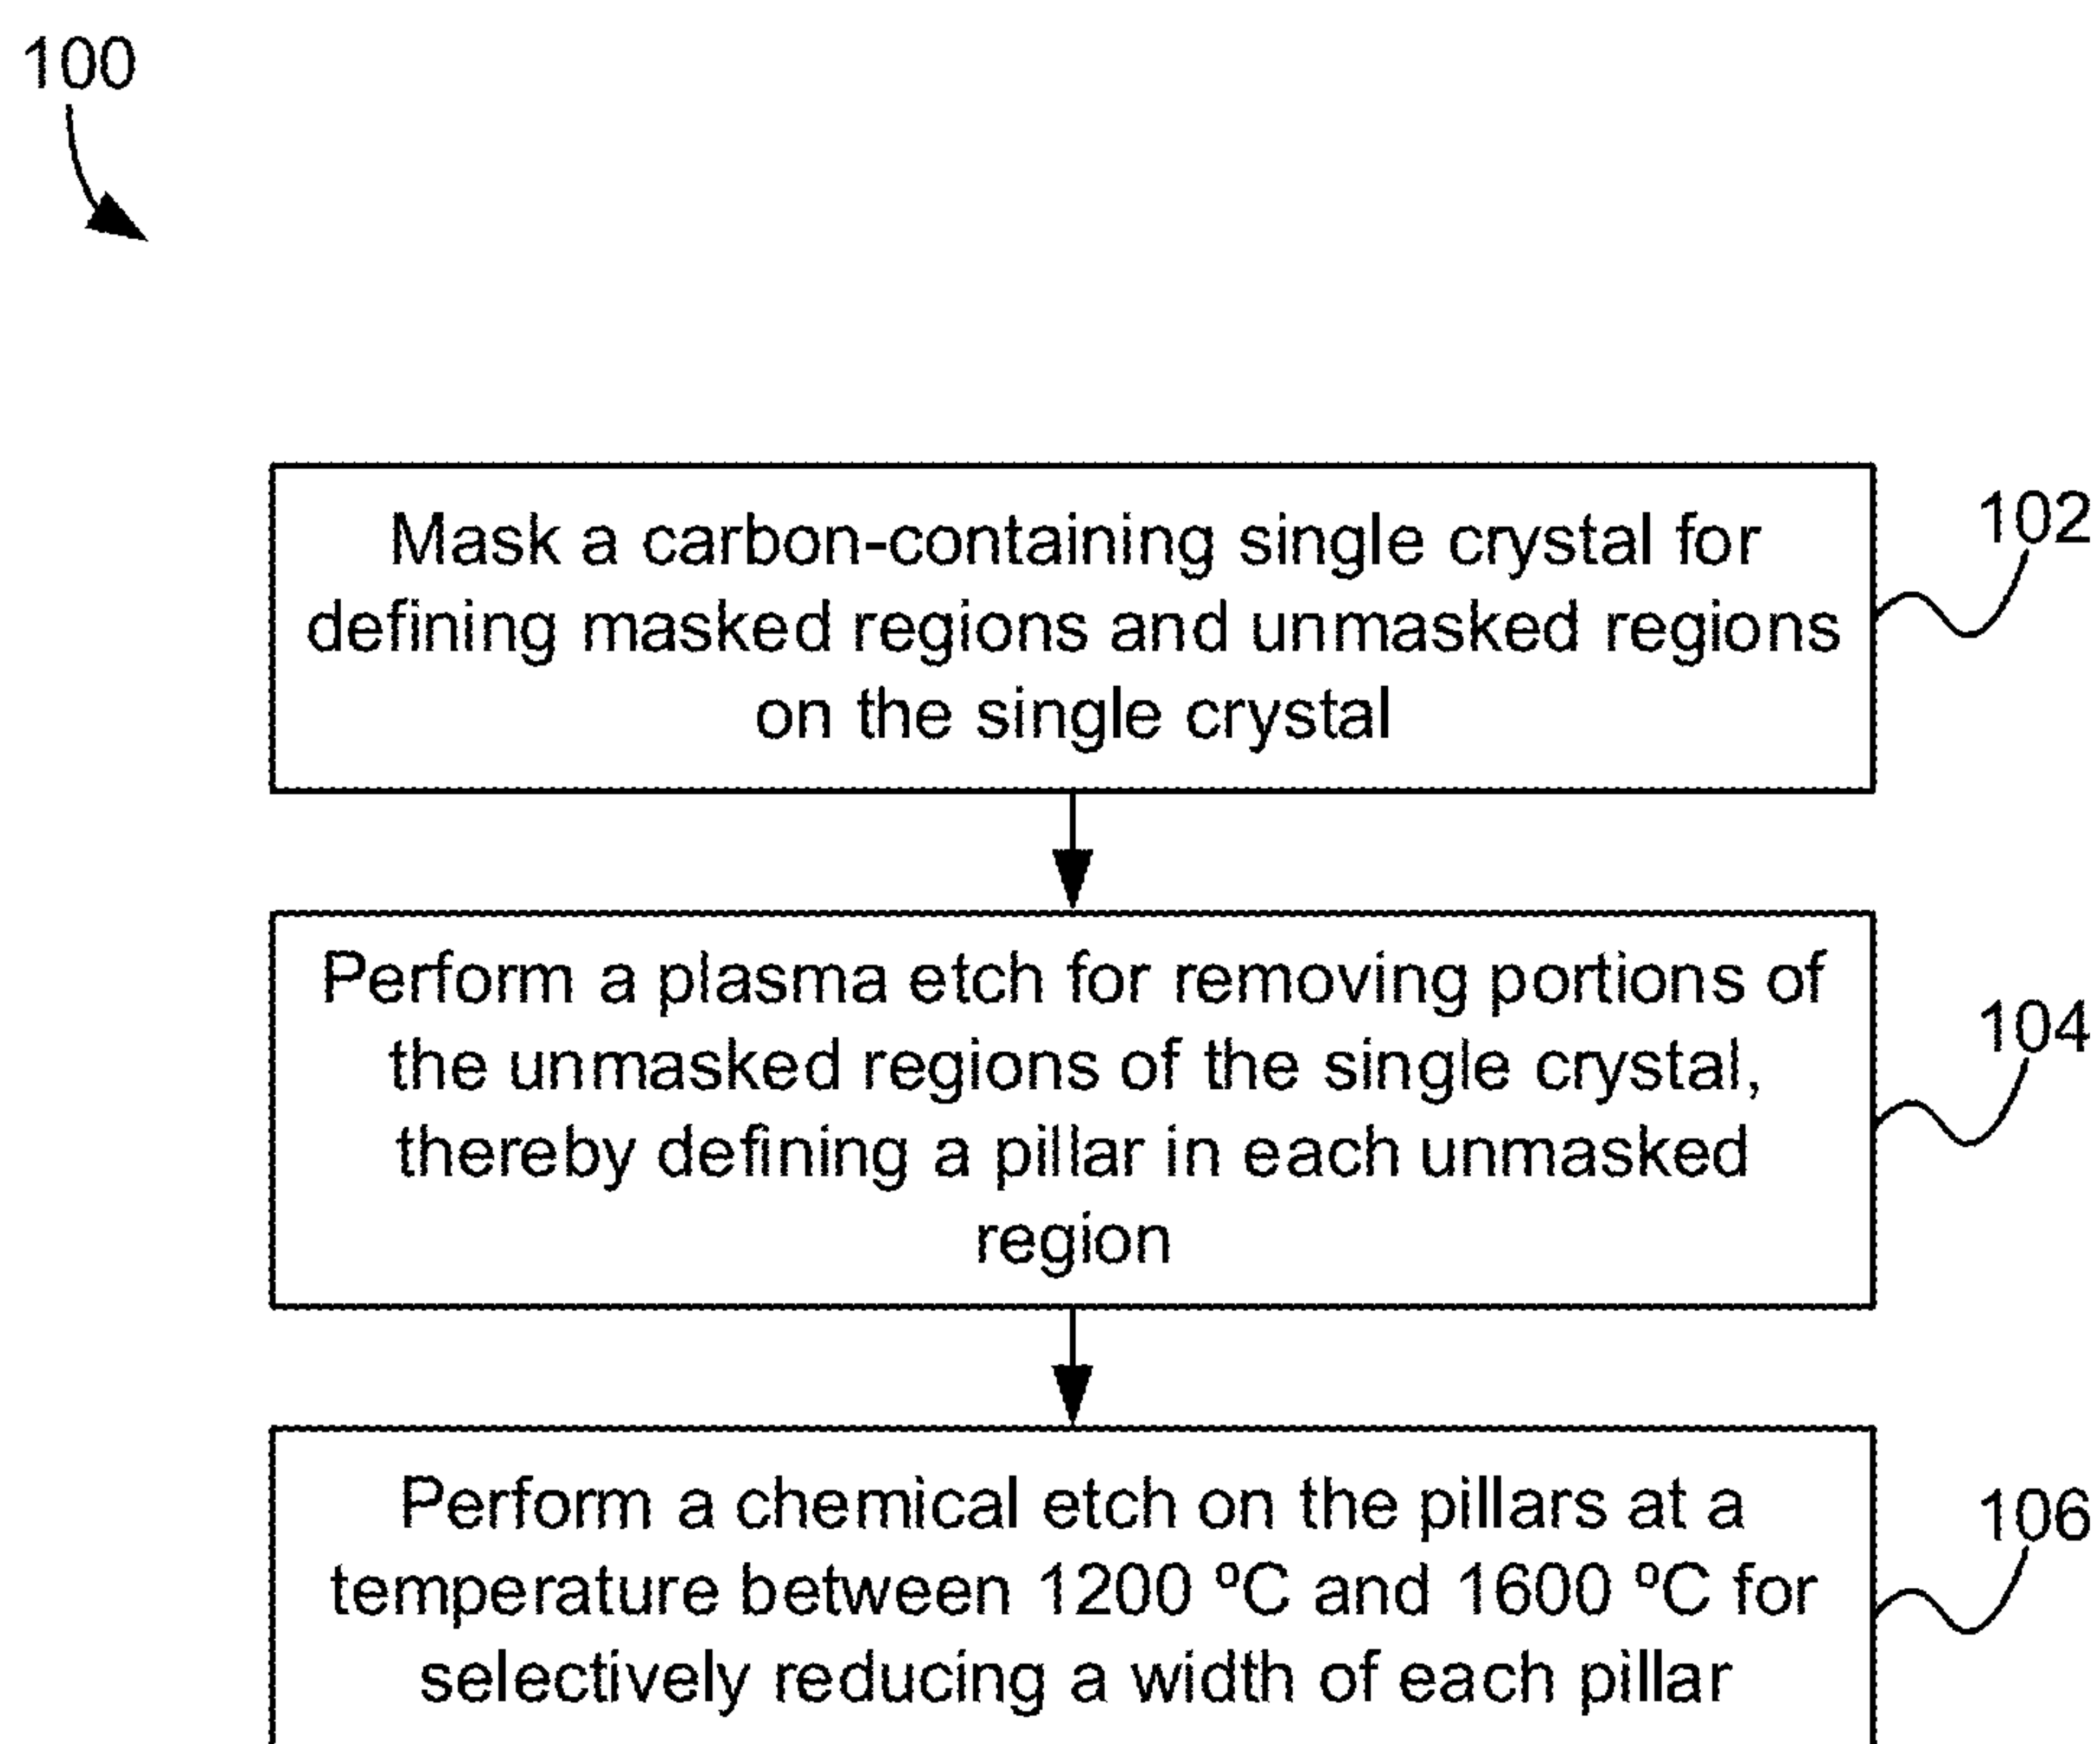 100
Mask a carbon-containing single crystal for
defining masked regions and unmasked regions
on the single crystal
102
Perform a plasma etch for removing portions of
the unmasked regions of the single crystal,
thereby defining a pillar in each unmasked
region
104
Perform a chemical etch on the pillars at a
temperature between 1200 ºC and 1600 ºC for
selectively reducing a width of each pillar
106